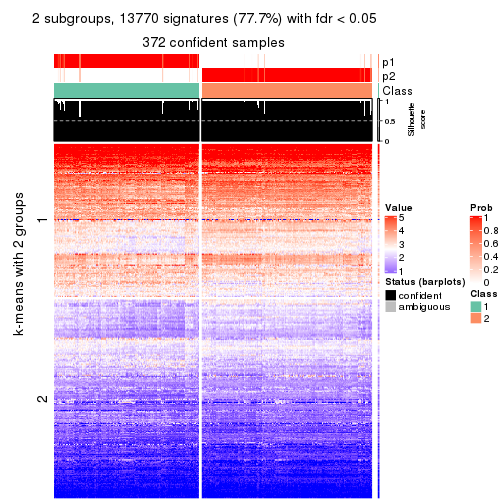 2 subgroups, 13770 signatures (77.7%) with fdr < 0.05
372 confident samples
p1
p2
Class
1
0.5
0
Silhouette
score
k-means with 2 groups
1
2
Value
5
4
3
2
1
Status (barplots)
confident
ambiguous
Prob
1
0.8
0.6
0.4
0.2
0
Class
1
2